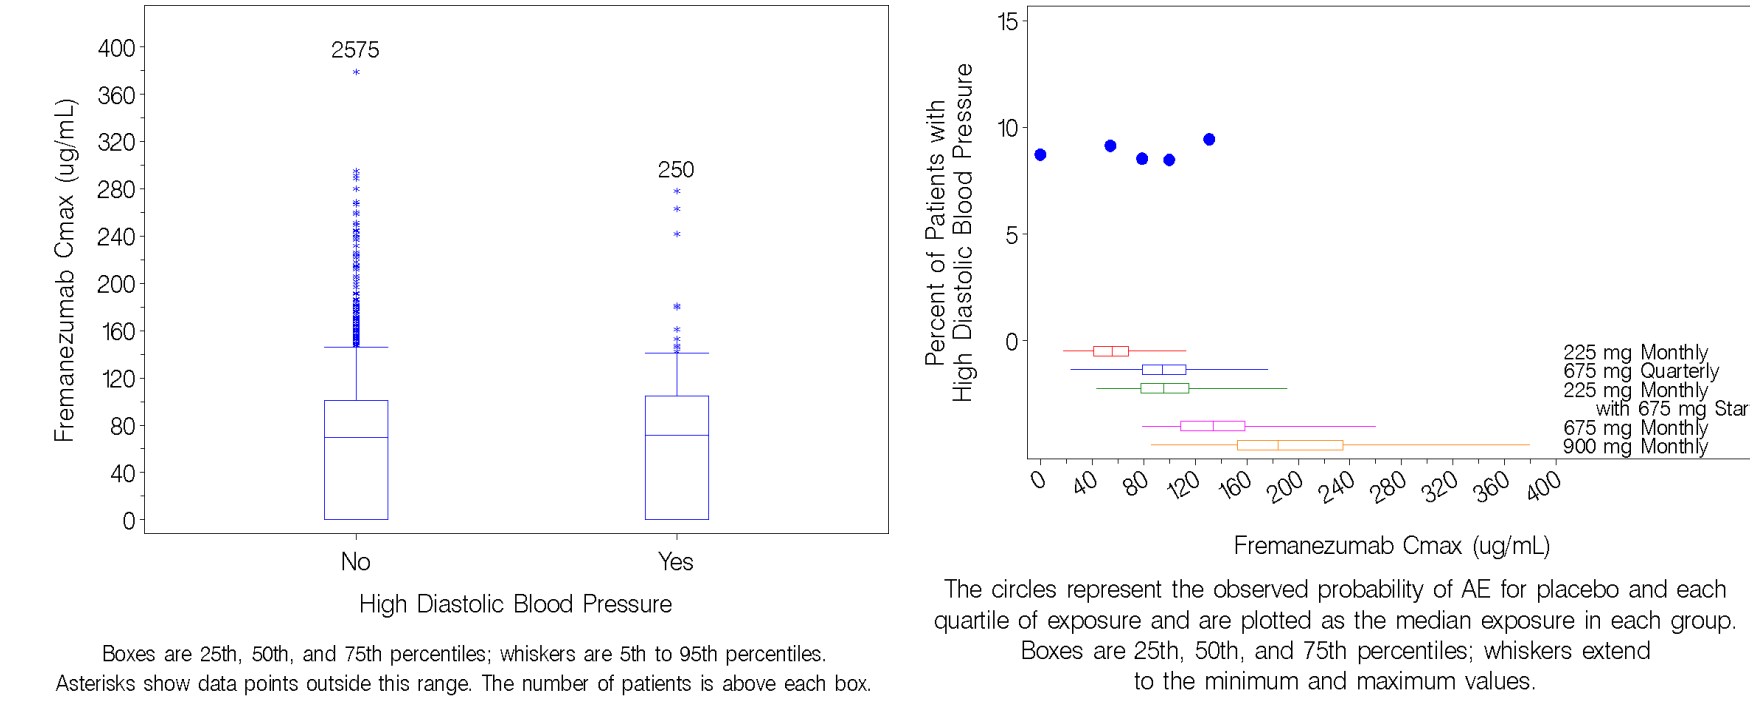 400
360
320
280
240
200
160
120
80
40
0
Fremanezumab Cmax (ug/mL)
2575
250
No
Yes
High Diastolic Blood Pressure
Boxes are 25th, 50th, and 75th percentiles; whiskers are 5th to 95th percentiles.
Asterisks show data points outside this range. The number of patients is above each box.
15
10
5
0
Percent of Patients with
High Diastolic Blood Pressure
225 mg Monthly
675 mg Quarterly
225 mg Monthly
with 675 mg Star
675 mg Monthly
900 mg Monthly
0
40
80
120
160
200
240
280
320
360
400
Fremanezumab Cmax (ug/mL)
The circles represent the observed probability of AE for placebo and each
quartile of exposure and are plotted as the median exposure in each group.
Boxes are 25th, 50th, and 75th percentiles; whiskers extend
to the minimum and maximum values.